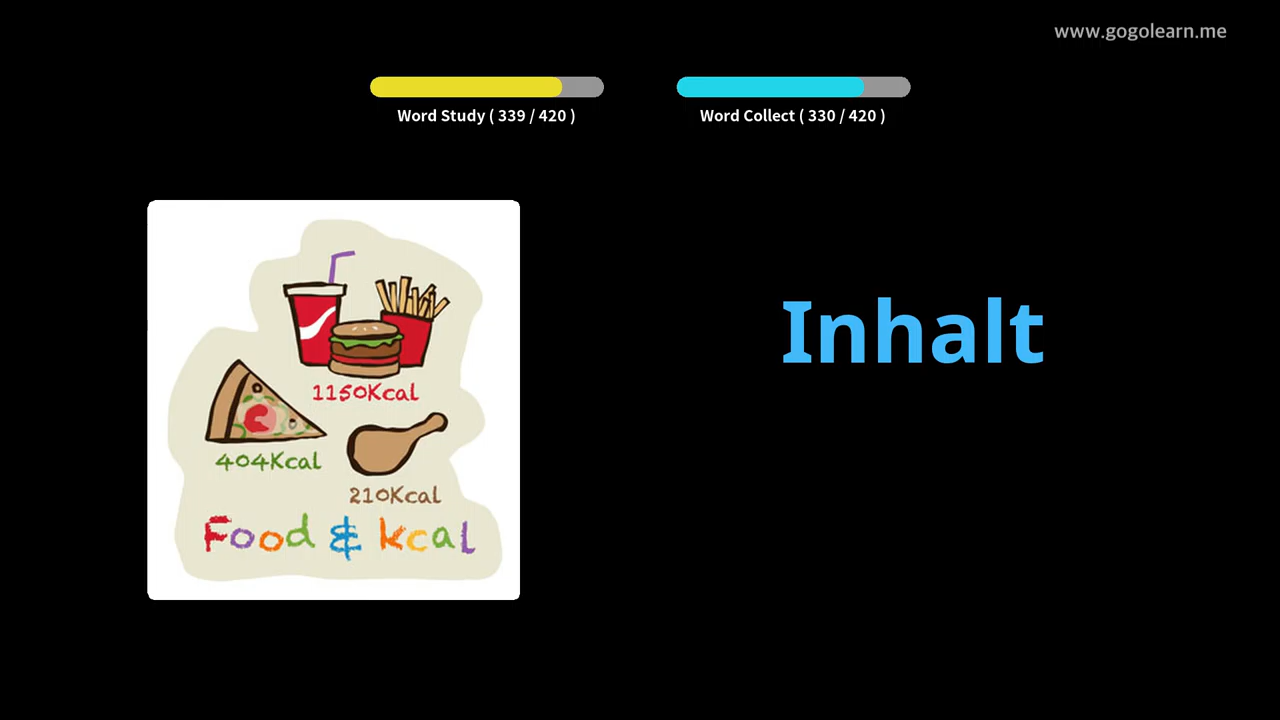 www.gogolearn.me
Word Study ( 339 / 420 )
Word Collect ( 330 / 420 )
Inhalt
1150Kcal
404Kcal
210Kcal
Food & kcal